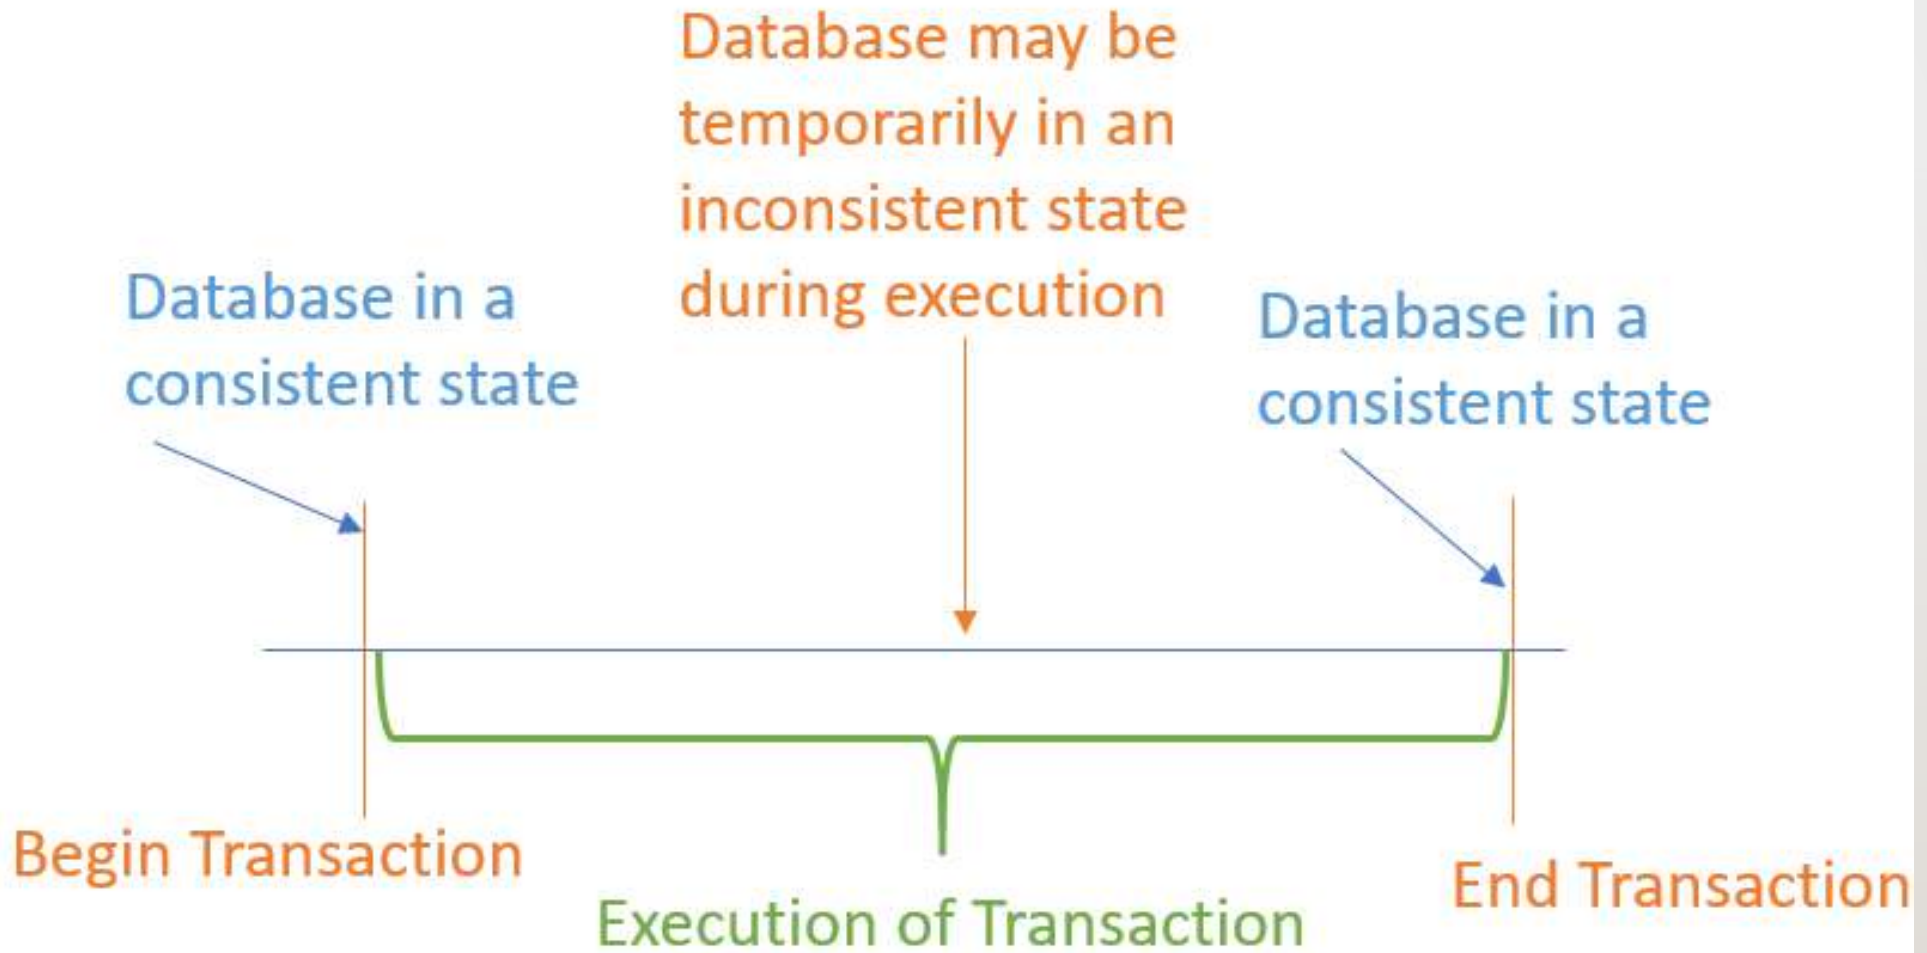 Database may be
temporarily in an
inconsistent state
during execution
Database in a
consistent state
Database in a
consistent state
Begin Transaction
End Transaction
Execution of Transaction